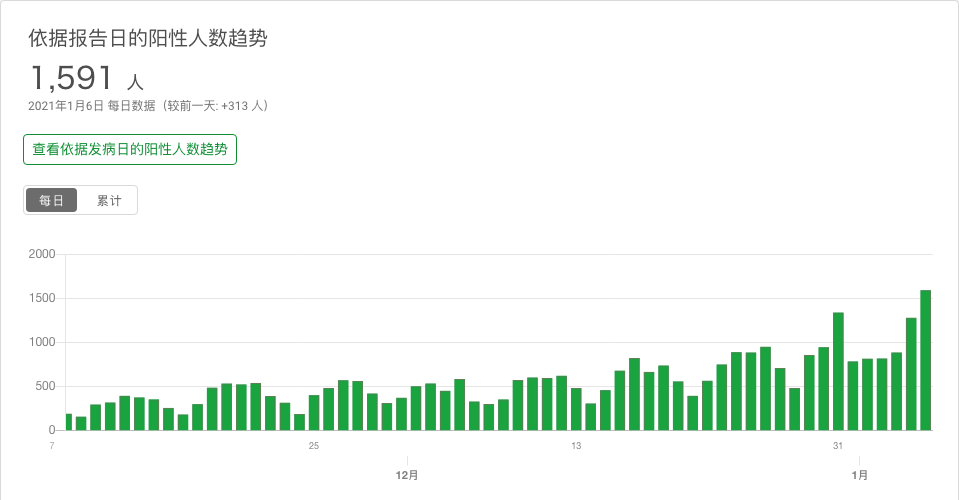 依据报告日的阳性人数趋势
1,591 人
2021年1月6日 每日数据（较前一天: +313 人）
查看依据发病日的阳性人数趋势
每日 累计
2000
1500
1000
500
0
7 25 13 31
12月 1月